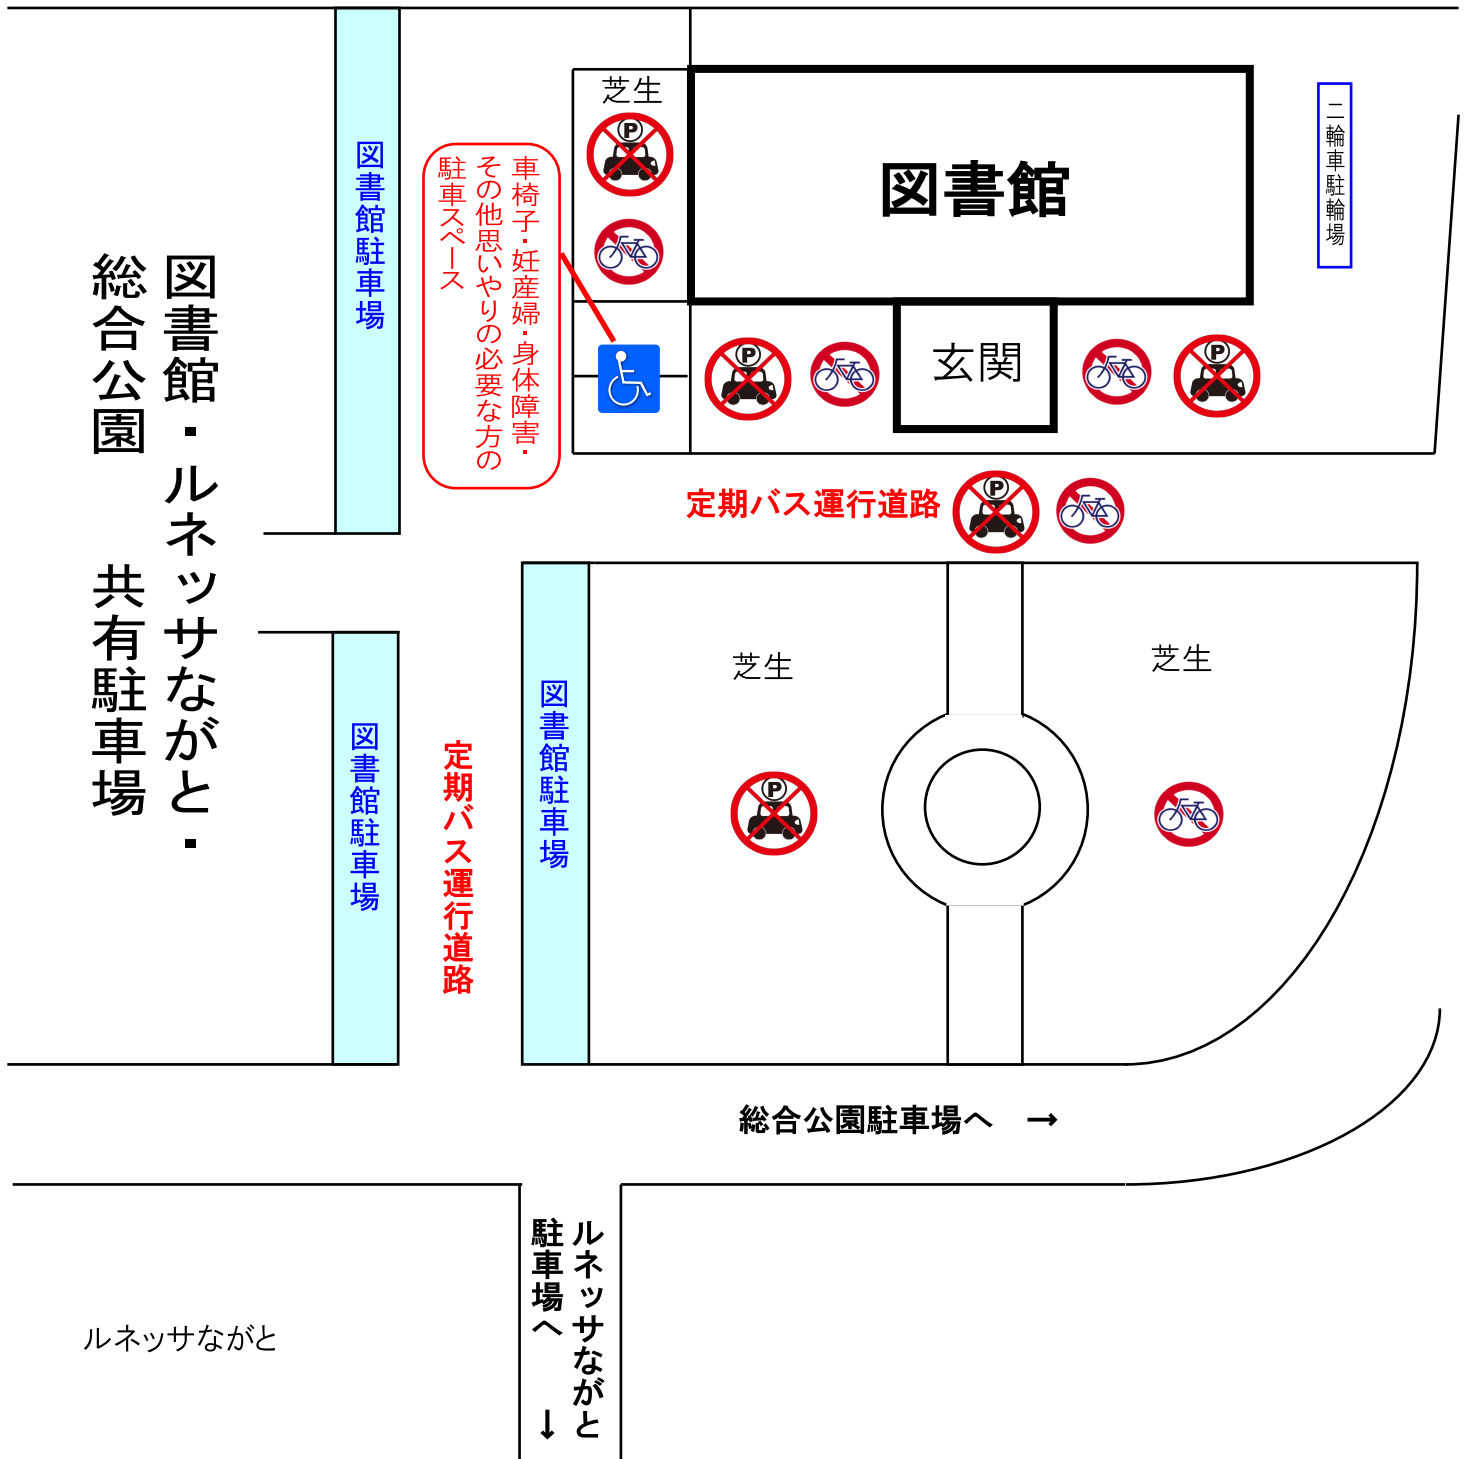 図書館・ルネッサながと・
総合公園　共有駐車場
図書館駐車場
車椅子・妊産婦・身体障害・
その他思いやりの必要な方の
駐車スペース
芝生
P
図書館
二輪車駐輪場
P
玄関
P
定期バス運行道路
P
図書館駐車場
定期バス運行道路
図書館駐車場
芝生
芝生
P
総合公園駐車場へ　→
ルネッサながと
駐車場へ　↓
ルネッサながと